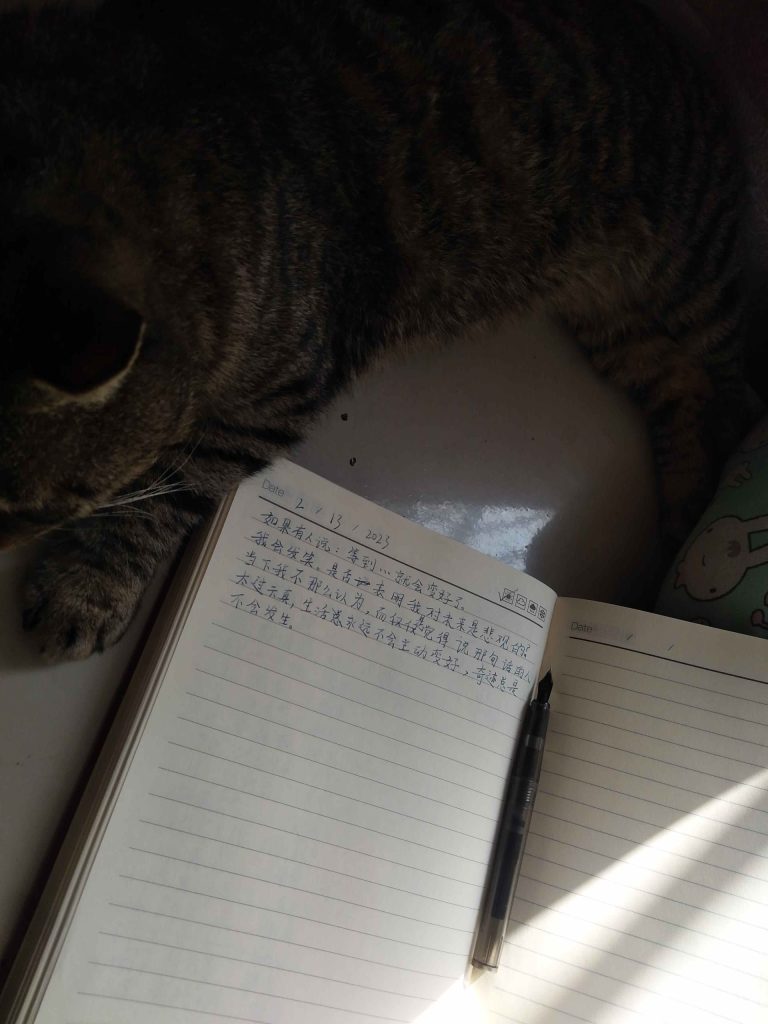 Date 2 / 13 / 2023
如果有人说:等到…就会变好了
我会发笑。是否表明我对未来是悲观的?
当下我不那么认为,而仅仅是觉得说那句话的人
太过天真,生活总永远不会主动变好,奇迹总是
不会发生。
Date / /